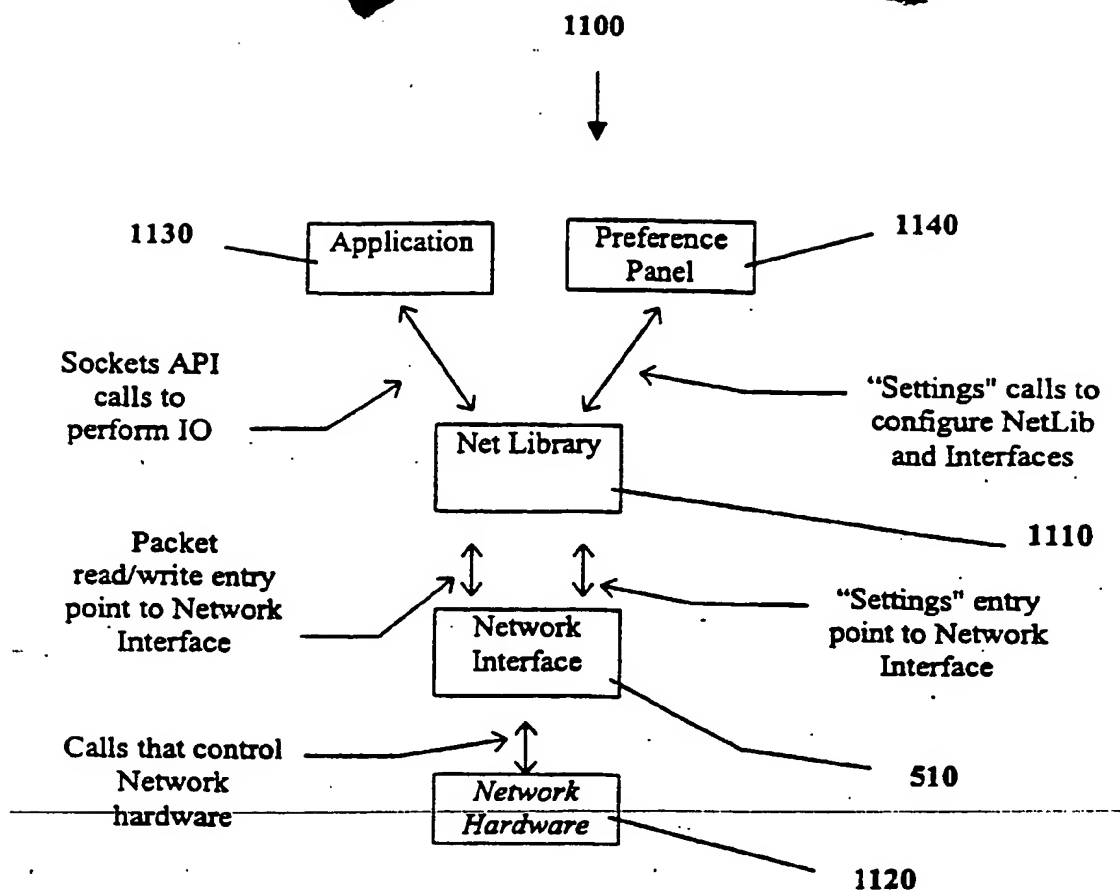 1100
1130
Application
Preference
Panel
1140
Sockets API
calls to
perform IO
“Settings" calls to
configure NetLib
and Interfaces
Net Library
1110
Packet
read/write entry
point to Network
Interface
“Settings" entry
point to Network
Interface
Network
Interface
510
Calls that control
Network
hardware
Network
Hardware
1120